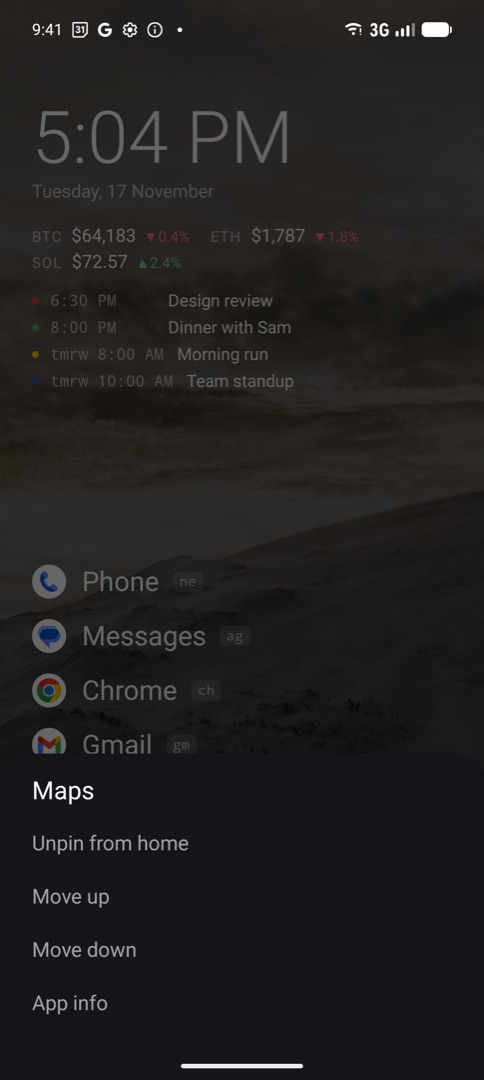 9:41 31 G 3G
5:04 PM
Tuesday, 17 November
BTC $64,183 ▼0.4% ETH $1,787 ▼1.8%
SOL $72.57 ▲2.4%
6:30 PM Design review
8:00 PM Dinner with Sam
tmrw 8:00 AM Morning run
tmrw 10:00 AM Team standup
Phone ne
Messages ag
Chrome ch
Gmail gm
Maps
Unpin from home
Move up
Move down
App info